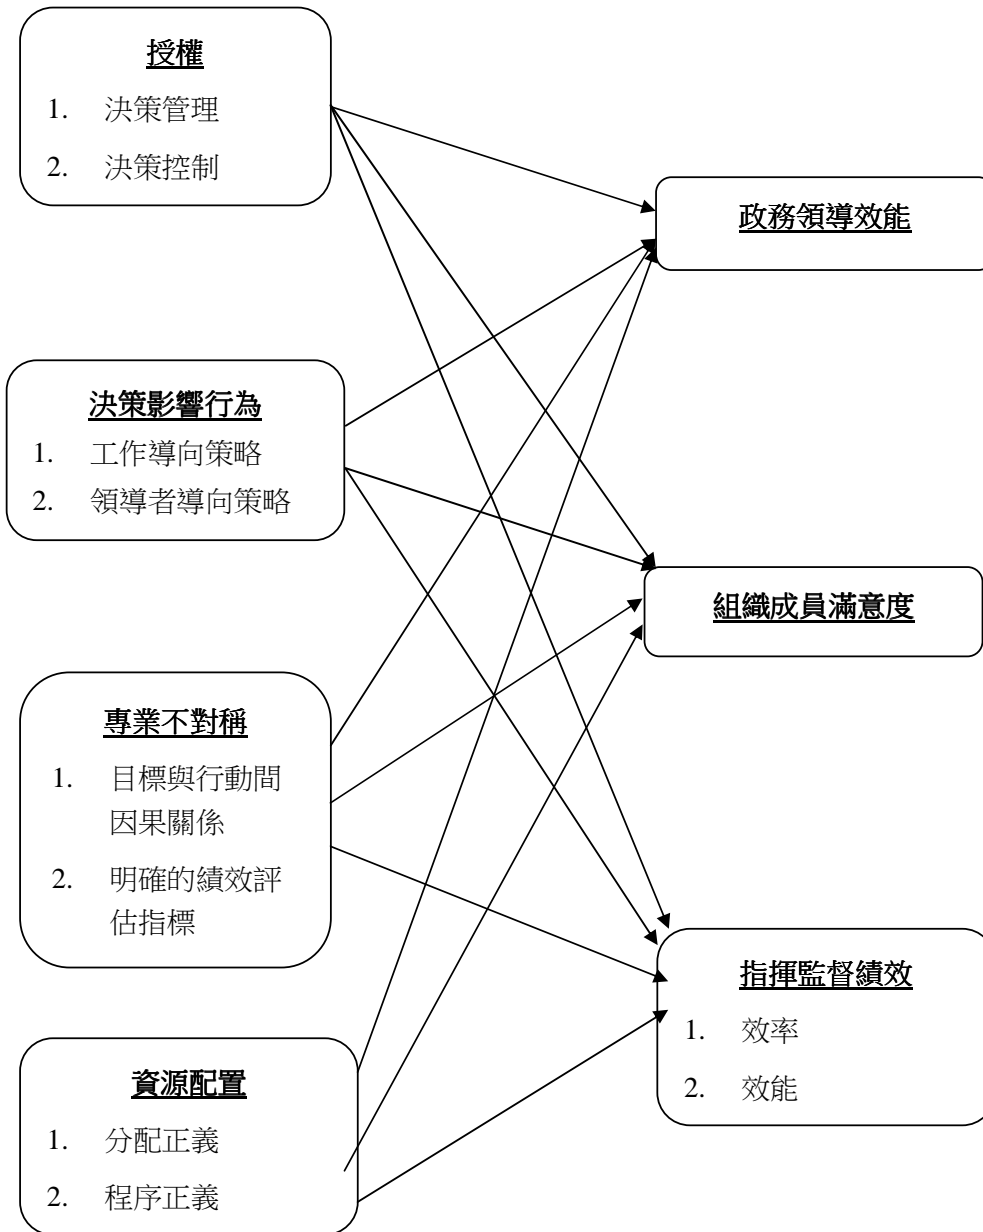 授權
1. 決策管理
2. 決策控制
政務領導效能
決策影響行為
1. 工作導向策略
2. 領導者導向策略
組織成員滿意度
專業不對稱
1. 目標與行動間
因果關係
2. 明確的績效評
估指標
指揮監督績效
1. 效率
2. 效能
資源配置
1. 分配正義
2. 程序正義